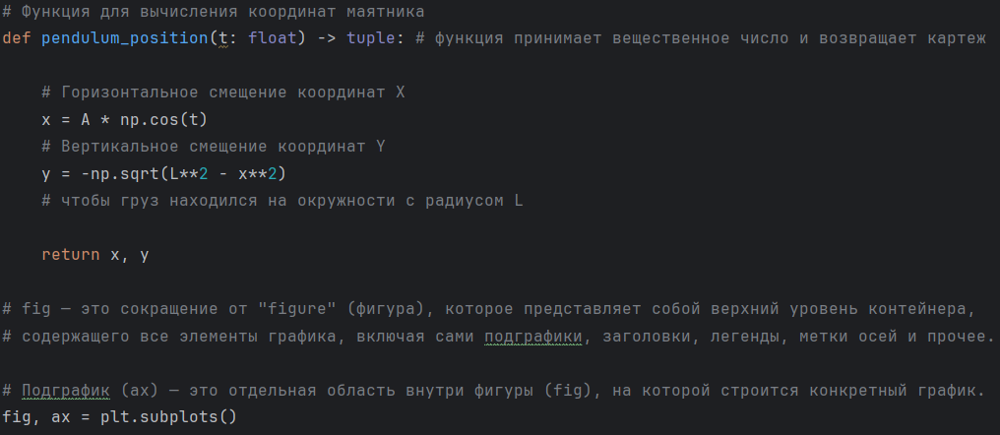 # Функция для вычисления координат маятника
def pendulum_position(t: float) -> tuple: # функция принимает вещественное число и возвращает картеж
# Горизонтальное смещение координат X
x = A * np.cos(t)
# Вертикальное смещение координат Y
y = -np.sqrt(L**2 - x**2)
# чтобы груз находился на окружности с радиусом L
return x, y
# fig — это сокращение от "figure" (фигура), которое представляет собой верхний уровень контейнера,
# содержащего все элементы графика, включая сами подграфики, заголовки, легенды, метки осей и прочее.
# Подграфик (ax) — это отдельная область внутри фигуры (fig), на которой строится конкретный график.
fig, ax = plt.subplots()